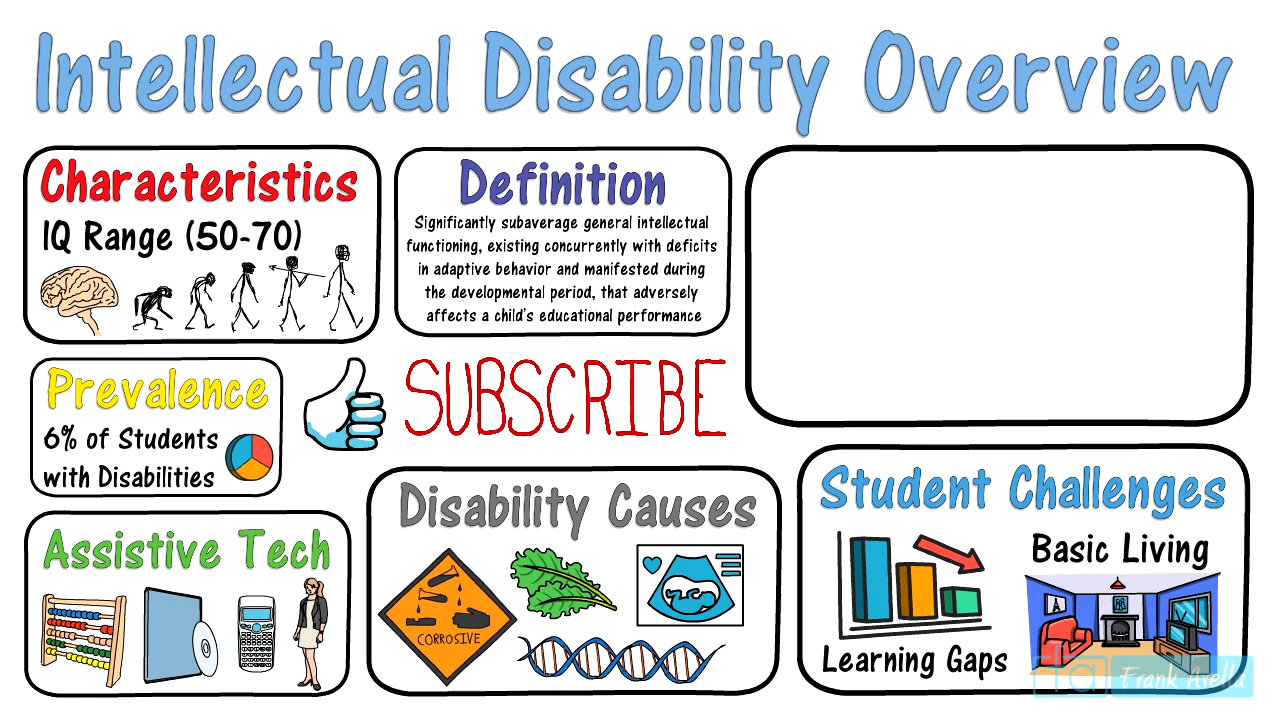 Intellectual Disability Overview
Characteristics
IQ Range (50-70)
Definition
Significantly subaverage general intellectual
functioning, existing concurrently with deficits
in adaptive behavior and manifested during
the developmental period, that adversely
affects a child's educational performance
Prevalence
6% of Students
with Disabilities
SUBSCRIBE
Assistive Tech
Disability Causes
CORROSIVE
Student Challenges
Basic Living
Learning Gaps
fa Frank Avella